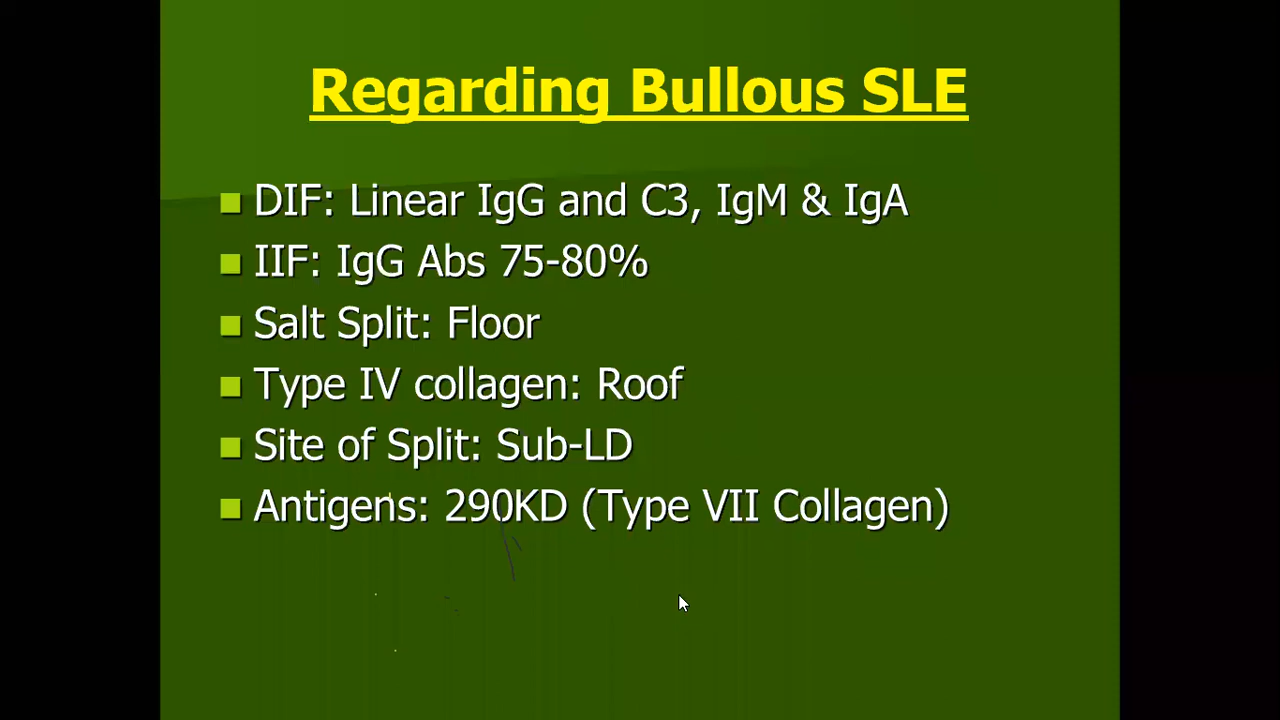 Regarding Bullous SLE
DIF: Linear IgG and C3, IgM & IgA
IIF: IgG Abs 75-80%
Salt Split: Floor
Type IV collagen: Roof
Site of Split: Sub-LD
Antigens: 290KD (Type VII Collagen)